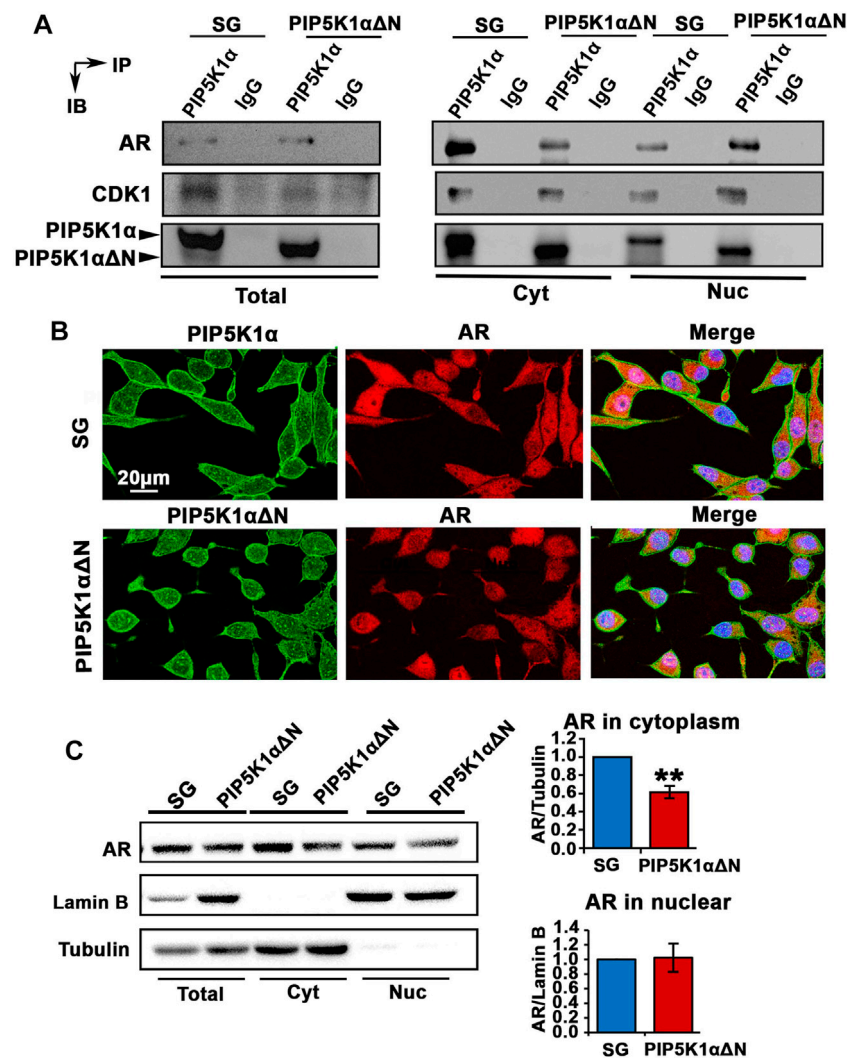 A
SG PIP5K1αΔN SG PIP5K1αΔN SG PIP5K1αΔN
IP
IB
PIP5K1α IgG PIP5K1α IgG PIP5K1α IgG PIP5K1α IgG PIP5K1α IgG PIP5K1α IgG
AR
CDK1
PIP5K1α
PIP5K1αΔN
Total Cyt Nuc
B
PIP5K1α AR Merge
SG
20μm
PIP5K1αΔN AR Merge
PIP5K1αΔN
C
SG PIP5K1αΔN SG PIP5K1αΔN SG PIP5K1αΔN
AR
Lamin B
Tubulin
Total Cyt Nuc
AR in cytoplasm
AR/Tubulin
1.2
1.0
0.8
0.6
0.4
0.2
0.0
**
SG PIP5K1αΔN
AR in nuclear
AR/Lamin B
1.4
1.2
1.0
0.8
0.6
0.4
0.2
0.0
SG PIP5K1αΔN